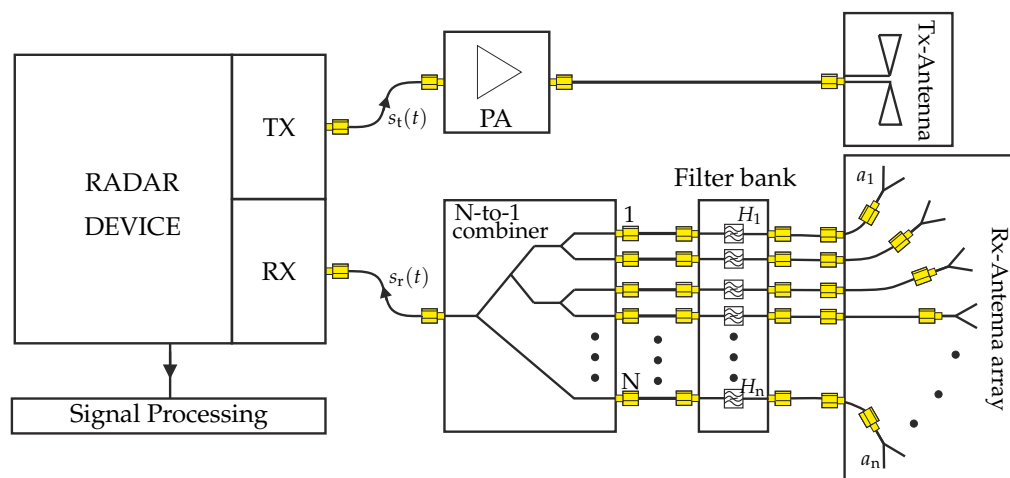 RADAR
DEVICE
TX
RX
Signal Processing
s_t(t)
PA
Tx-Antenna
s_r(t)
N-to-1
combiner
1
N
Filter bank
H_1
H_n
a_1
a_n
Rx-Antenna array